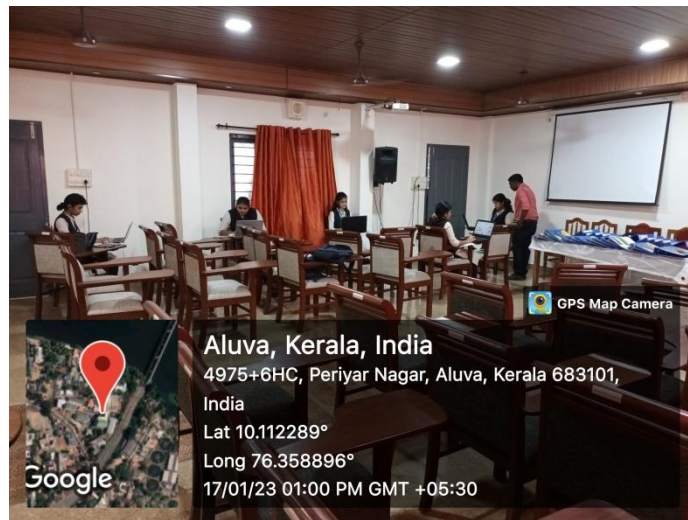 GPS Map Camera
Aluva, Kerala, India
4975+6HC, Periyar Nagar, Aluva, Kerala 683101,
India
Lat 10.112289°
Long 76.358896°
17/01/23 01:00 PM GMT +05:30
Google